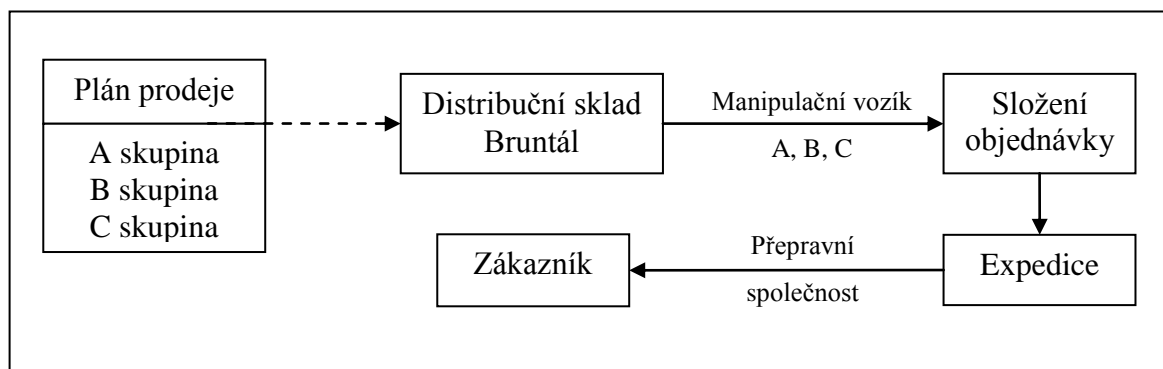 Plán prodeje
A skupina
B skupina
C skupina
Distribuční sklad
Bruntál
Manipulační vozík
A, B, C
Složení
objednávky
Expedice
Přepravní
společnost
Zákazník